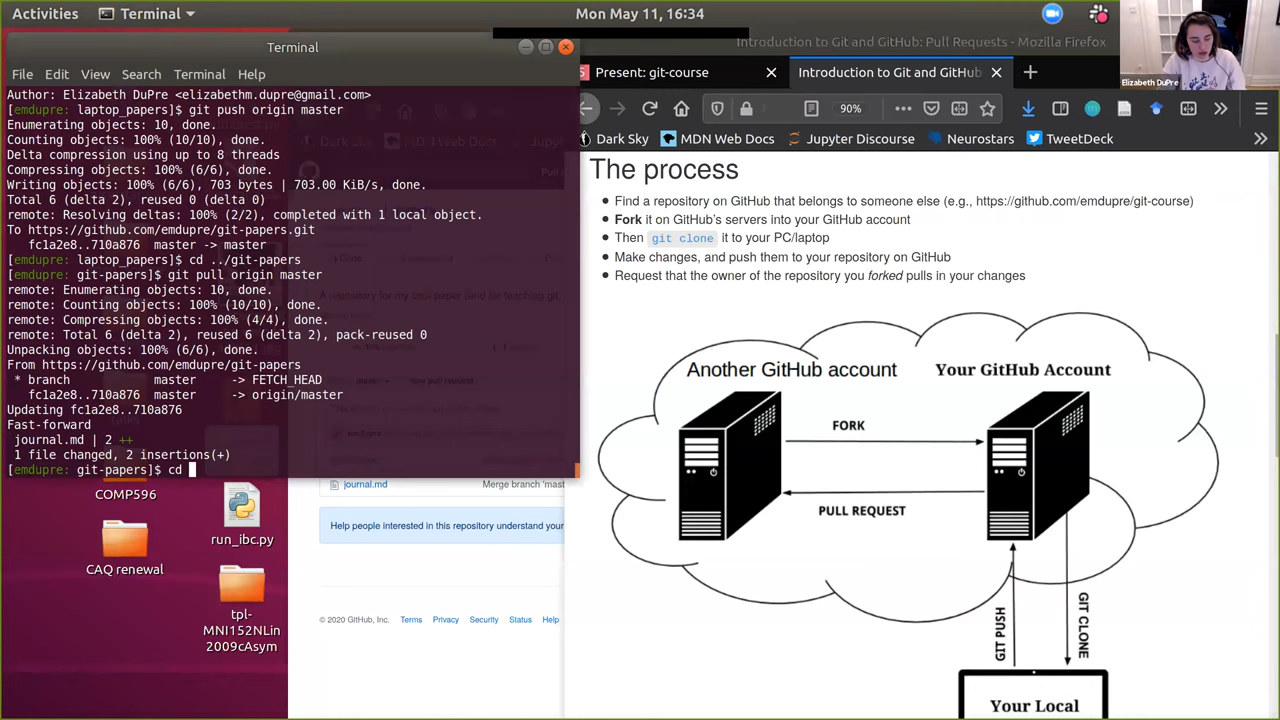 Activities
Terminal
Mon May 11, 16:34
Elizabeth DuPre
Terminal
File Edit View Search Terminal Help
Author: Elizabeth DuPre <elizabethm.dupre@gmail.com>
[emdupre: laptop_papers]$ git push origin master
Enumerating objects: 10, done.
Counting objects: 100% (10/10), done.
Delta compression using up to 8 threads
Compressing objects: 100% (6/6), done.
Writing objects: 100% (6/6), 703 bytes | 703.00 KiB/s, done.
Total 6 (delta 2), reused 0 (delta 0)
remote: Resolving deltas: 100% (2/2), completed with 1 local object.
To https://github.com/emdupre/git-papers.git
fc1a2e8..710a876 master -> master
[emdupre: laptop_papers]$ cd ../git-papers
[emdupre: git-papers]$ git pull origin master
remote: Enumerating objects: 10, done.
remote: Counting objects: 100% (10/10), done.
remote: Compressing objects: 100% (4/4), done.
remote: Total 6 (delta 2), reused 6 (delta 2), pack-reused 0
Unpacking objects: 100% (6/6), done.
From https://github.com/emdupre/git-papers
* branch master -> FETCH_HEAD
fc1a2e8..710a876 master -> origin/master
Updating fc1a2e8..710a876
Fast-forward
journal.md | 2 ++
1 file changed, 2 insertions(+)
[emdupre: git-papers]$ cd
COMP596
run_ibc.py
CAQ renewal
tpl-
MNI152NLin
2009cAsym
journal.md
Merge branch 'mast
Help people interested in this repository understand your
© 2020 GitHub, Inc. Terms Privacy Security Status Help
Introduction to Git and GitHub: Pull Requests - Mozilla Firefox
Present: git-course
Introduction to Git and GitHub
90%
Dark Sky
MDN Web Docs
Jupyter Discourse
Neurostars
TweetDeck
The process
Find a repository on GitHub that belongs to someone else (e.g., https://github.com/emdupre/git-course)
Fork it on GitHub's servers into your GitHub account
Then git clone it to your PC/laptop
Make changes, and push them to your repository on GitHub
Request that the owner of the repository you forked pulls in your changes
Another GitHub account
Your GitHub Account
FORK
PULL REQUEST
GIT PUSH
GIT CLONE
Your Local